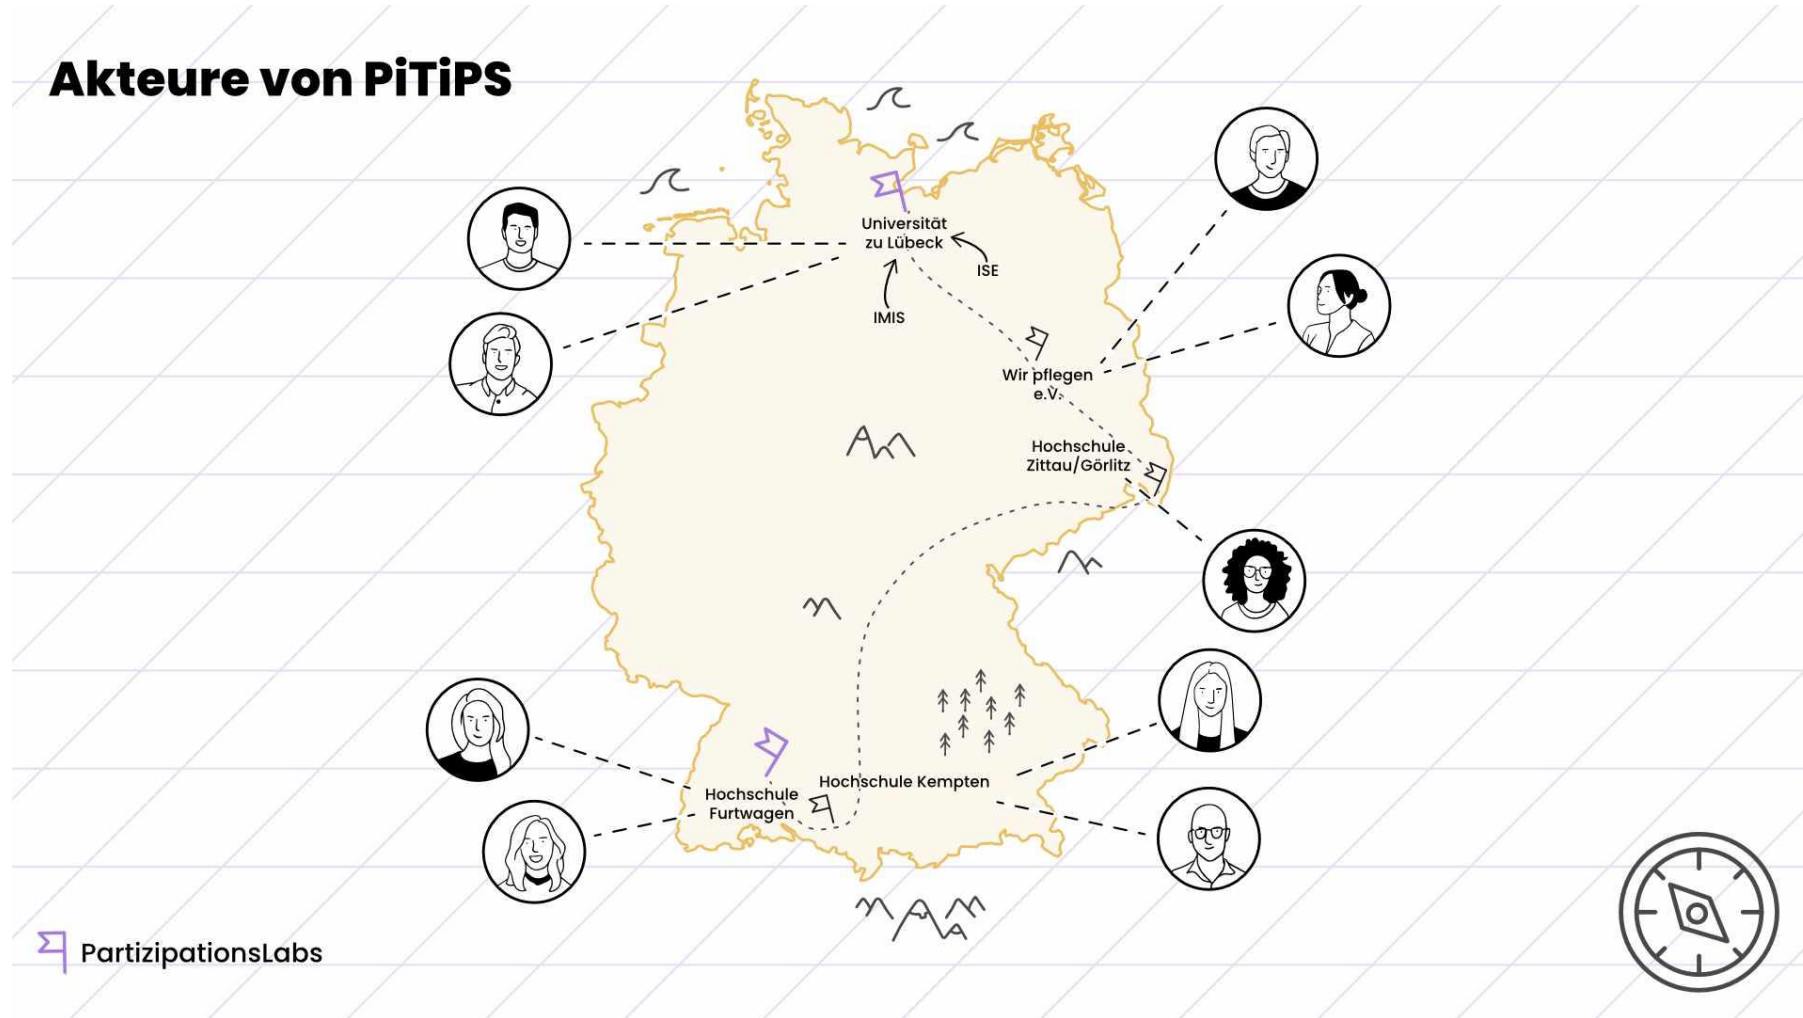 Akteure von PiTiPS
Universität
zu Lübeck
ISE
IMIS
Wir pflegen
e.V.
Hochschule
Zittau/Görlitz
Hochschule Kempten
Hochschule
Furtwagen
PartizipationsLabs